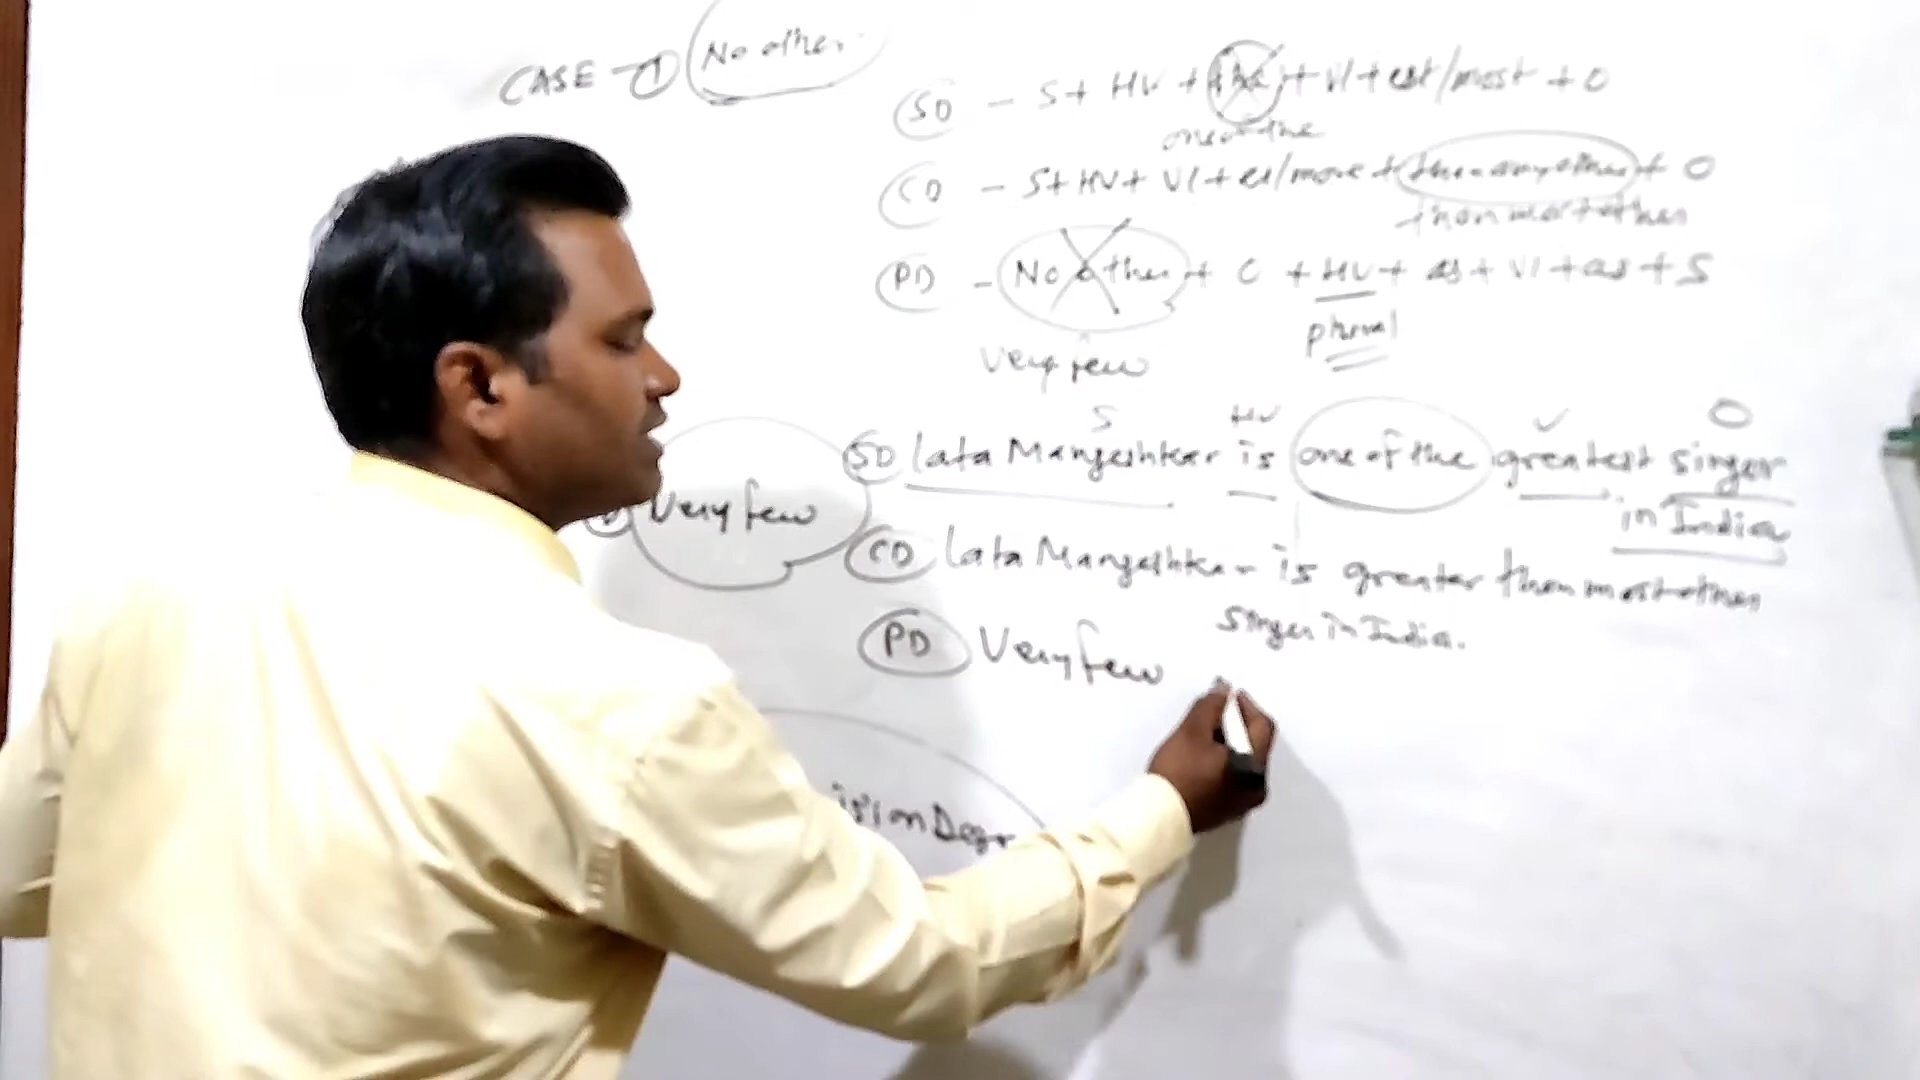 CASE - 1 No other
SD - S + HV + the + V1 + est/most + O
one of the
CD - S + HV + V1 + er/more + than any other + O
than most other
PD - No other + O + HV + as + V1 + as + S
Very few plural
S HV O
SD Lata Mangeshkar is one of the greatest singer
in India
Very few
CD Lata Mangeshkar is greater than most other
singer in India.
PD Very few
ision Degr